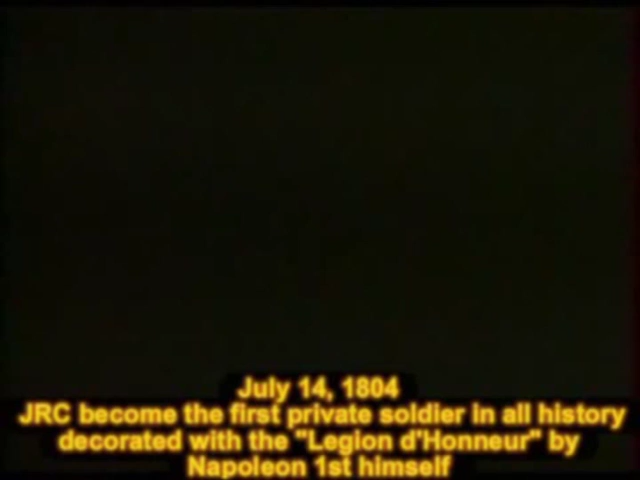 July 14, 1804
JRC become the first private soldier in all history
decorated with the "Legion d'Honneur" by
Napoleon 1st himself